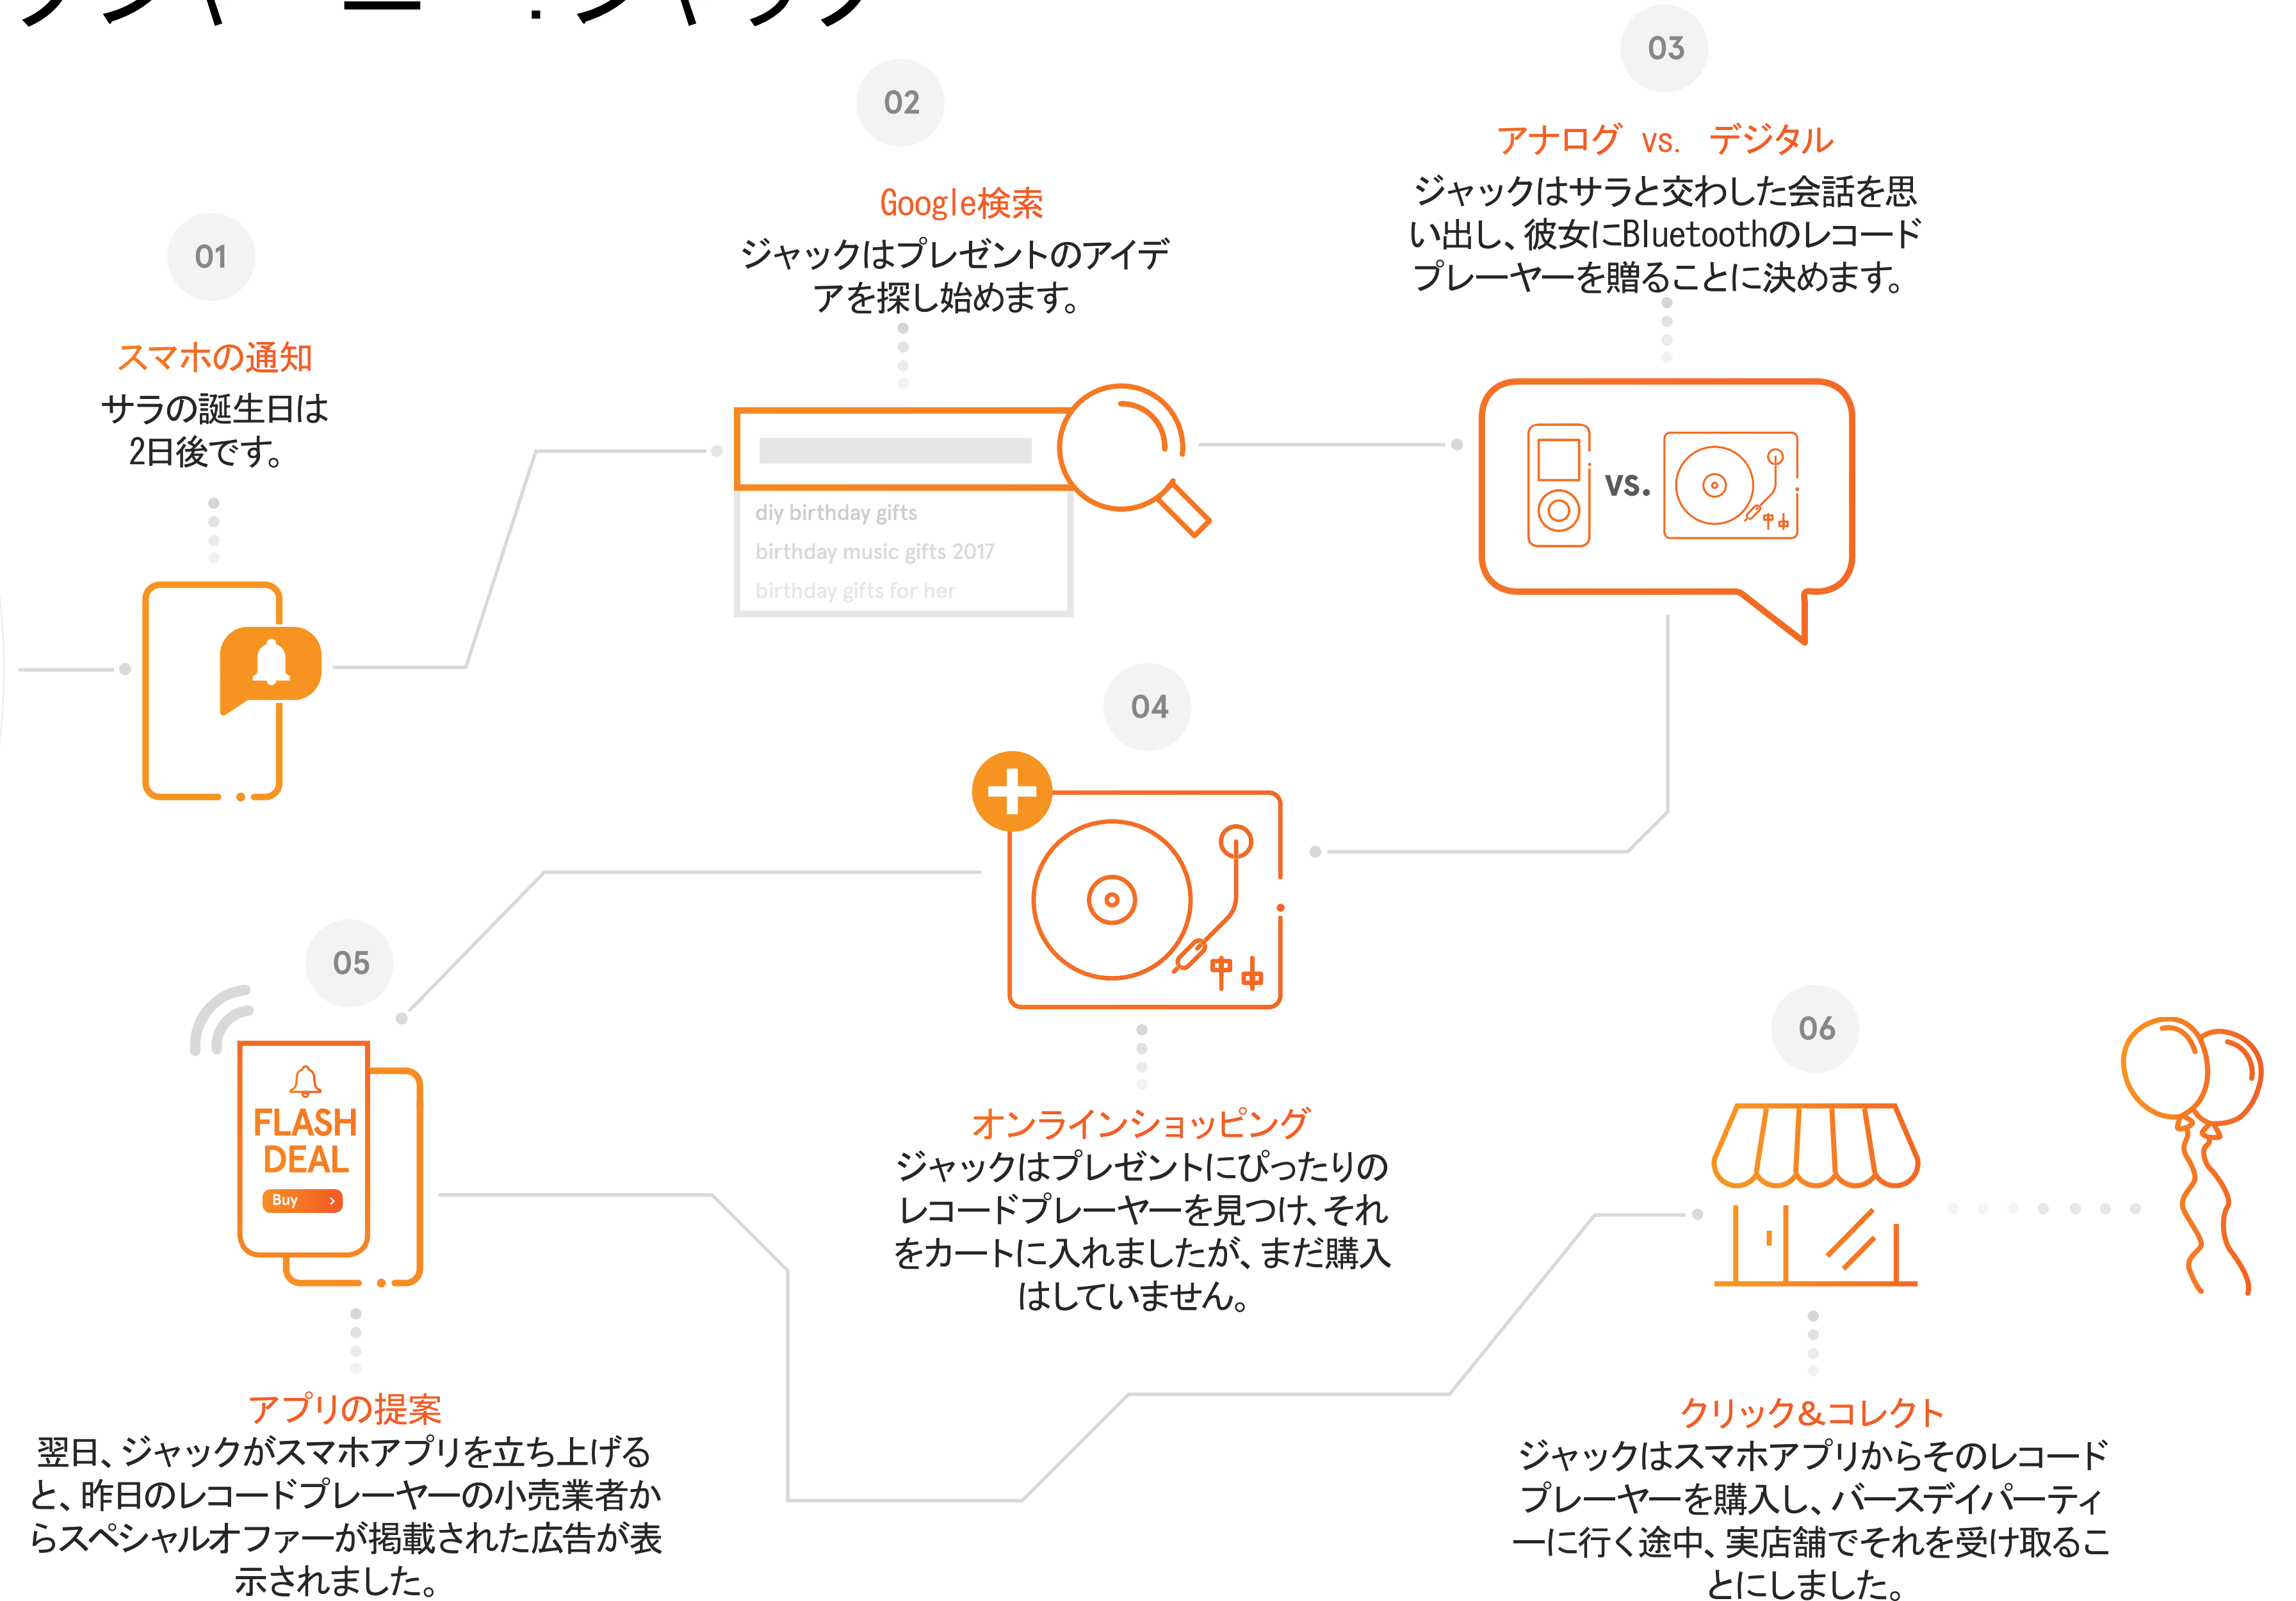 01
スマホの通知
サラの誕生日は
2日後です。
02
Google検索
ジャックはプレゼントのアイデ
アを探し始めます。
diy birthday gifts
birthday music gifts 2017
birthday gifts for her
03
アナログ vs. デジタル
ジャックはサラと交わした会話を思
い出し、彼女にBluetoothのレコード
プレーヤーを贈ることに決めます。
vs.
04
オンラインショッピング
ジャックはプレゼントにぴったりの
レコードプレーヤーを見つけ、それ
をカートに入れましたが、まだ購入
はしていません。
05
FLASH
DEAL
Buy
アプリの提案
翌日、ジャックがスマホアプリを立ち上げる
と、昨日のレコードプレーヤーの小売業者か
らスペシャルオファーが掲載された広告が表
示されました。
06
クリック&コレクト
ジャックはスマホアプリからそのレコード
プレーヤーを購入し、バースデイパーティ
ーに行く途中、実店舗でそれを受け取るこ
とにしました。